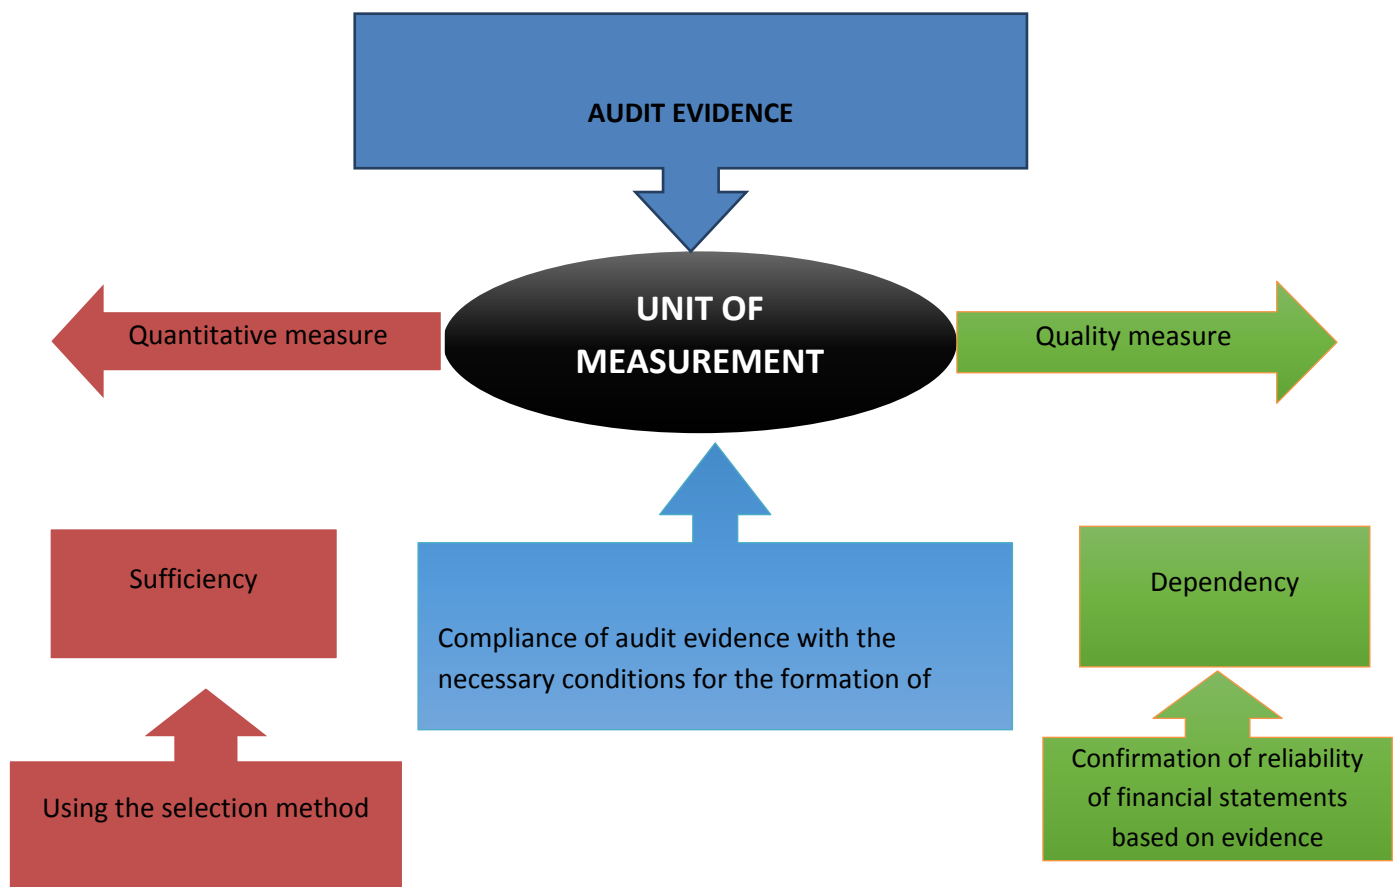 AUDIT EVIDENCE
UNIT OF
MEASUREMENT
Quantitative measure
Quality measure
Sufficiency
Compliance of audit evidence with the
necessary conditions for the formation of
Dependency
Using the selection method
Confirmation of reliability
of financial statements
based on evidence